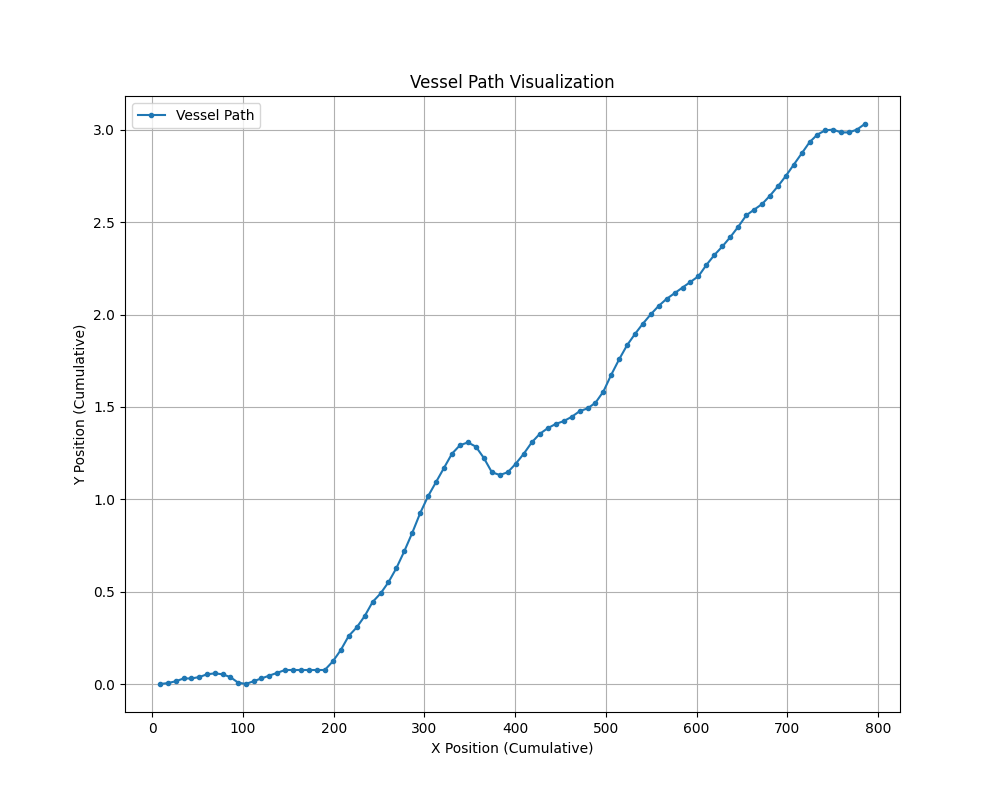 Vessel Path Visualization
Vessel Path
Y Position (Cumulative)
3.0
2.5
2.0
1.5
1.0
0.5
0.0
0 100 200 300 400 500 600 700 800
X Position (Cumulative)